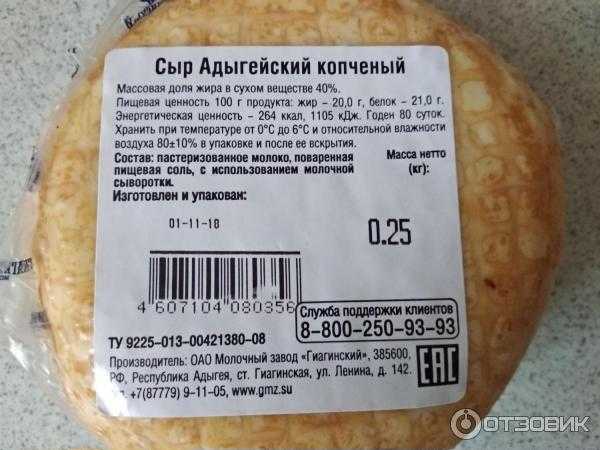 Сыр Адыгейский копченый
Массовая доля жира в сухом веществе 40%.
Пищевая ценность 100 г продукта: жир – 20,0 г, белок – 21,0 г.
Энергетическая ценность – 264 ккал, 1105 кДж. Годен 80 суток.
Хранить при температуре от 0°С до 6°С и относительной влажности
воздуха 80±10% в упаковке и после ее вскрытия.
Состав: пастеризованное молоко, поваренная
пищевая соль, с использованием молочной
сыворотки.
Масса нетто
(кг):
Изготовлен и упакован:
01-11-18
0.25
4 607104 080356
Служба поддержки клиентов
8-800-250-93-93
ТУ 9225-013-00421380-08
Производитель: ОАО Молочный завод «Гиагинский», 385600,
РФ, Республика Адыгея, ст. Гиагинская, ул. Ленина, д. 142.
+7(87779) 9-11-05, www.gmz.su
ЕАС
ОТЗОВИК